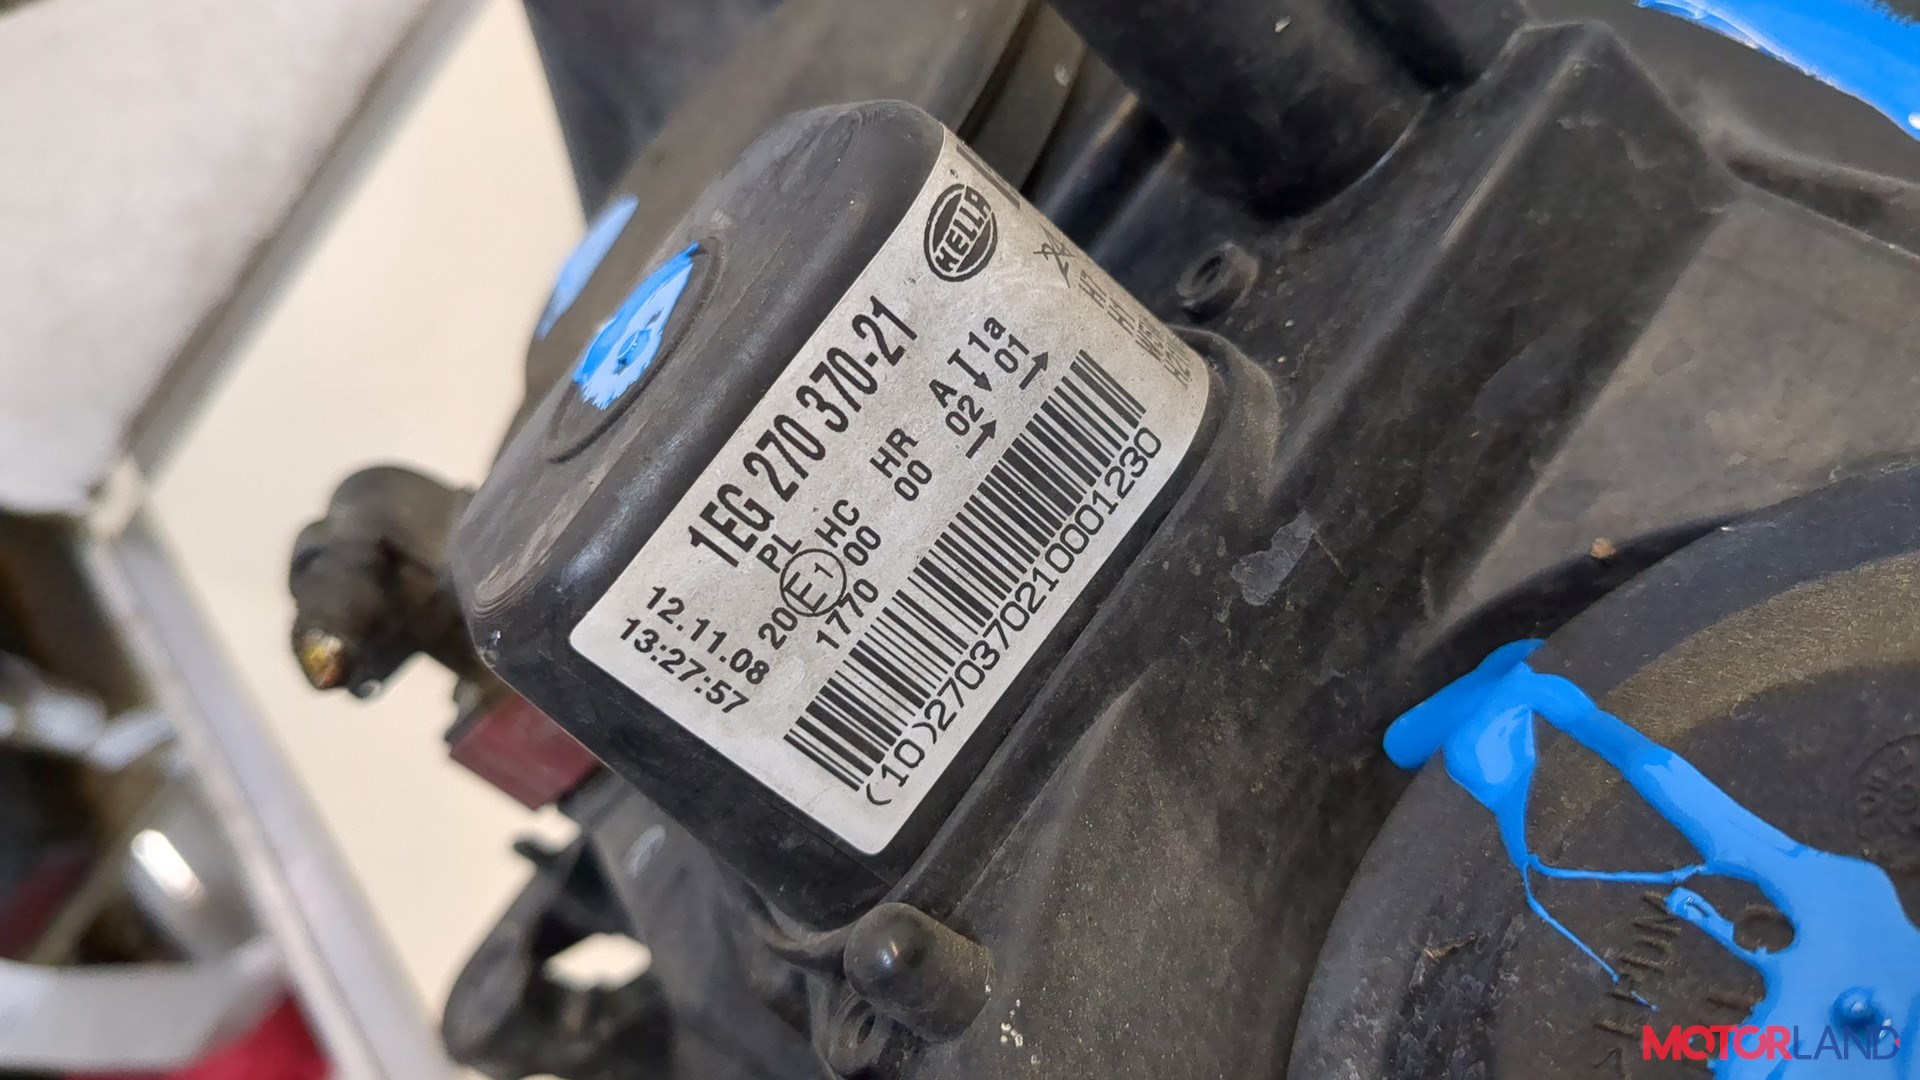 HELLA
1EG 270 370-21
PL HC HR A T 1a
20 E1 00 00 02 01
12.11.08 1770
13:27:57
(10)270370210001230
MOTORLAND